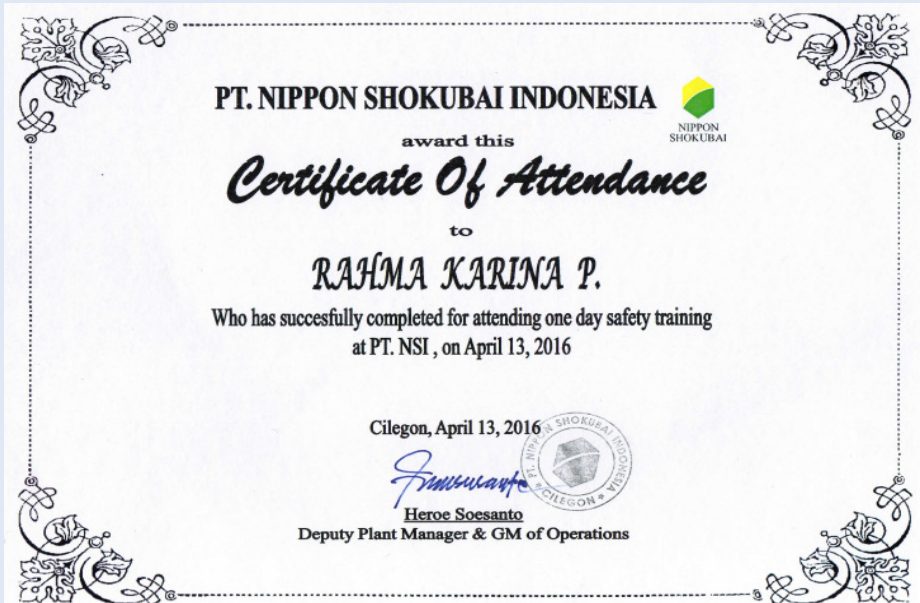 PT. NIPPON SHOKUBAI INDONESIA
NIPPON
SHOKUBAI
award this
Certificate Of Attendance
to
RAHMA KARINA P.
Who has succesfully completed for attending one day safety training
at PT. NSI , on April 13, 2016
Cilegon, April 13, 2016
PT. NIPPON SHOKUBAI INDONESIA
CILEGON
Heroe Soesanto
Deputy Plant Manager & GM of Operations